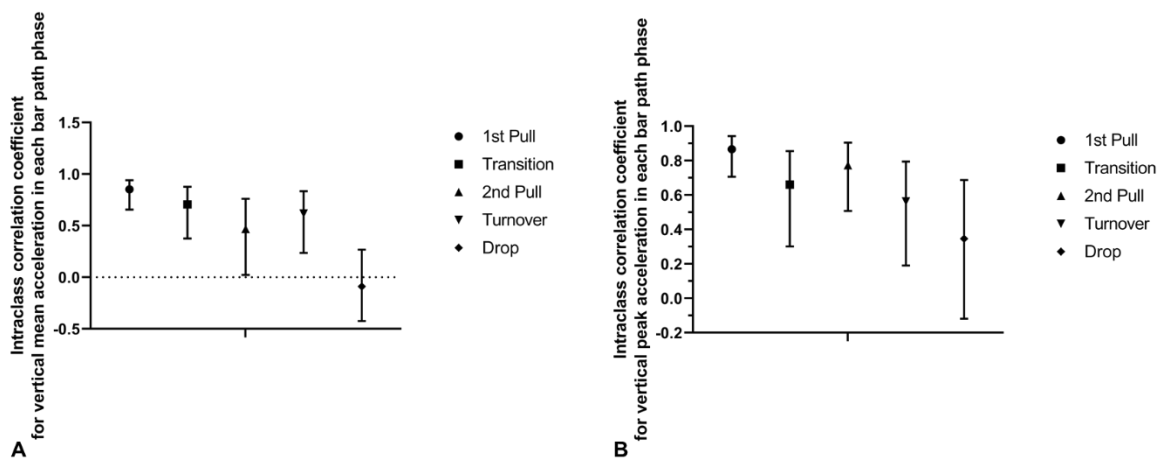 Intraclass correlation coefficient
for vertical mean acceleration in each bar path phase
1.5
1.0
0.5
0.0
-0.5
1st Pull
Transition
2nd Pull
Turnover
Drop
A
Intraclass correlation coefficient
for vertical peak acceleration in each bar path phase
1.0
0.8
0.6
0.4
0.2
0.0
-0.2
1st Pull
Transition
2nd Pull
Turnover
Drop
B